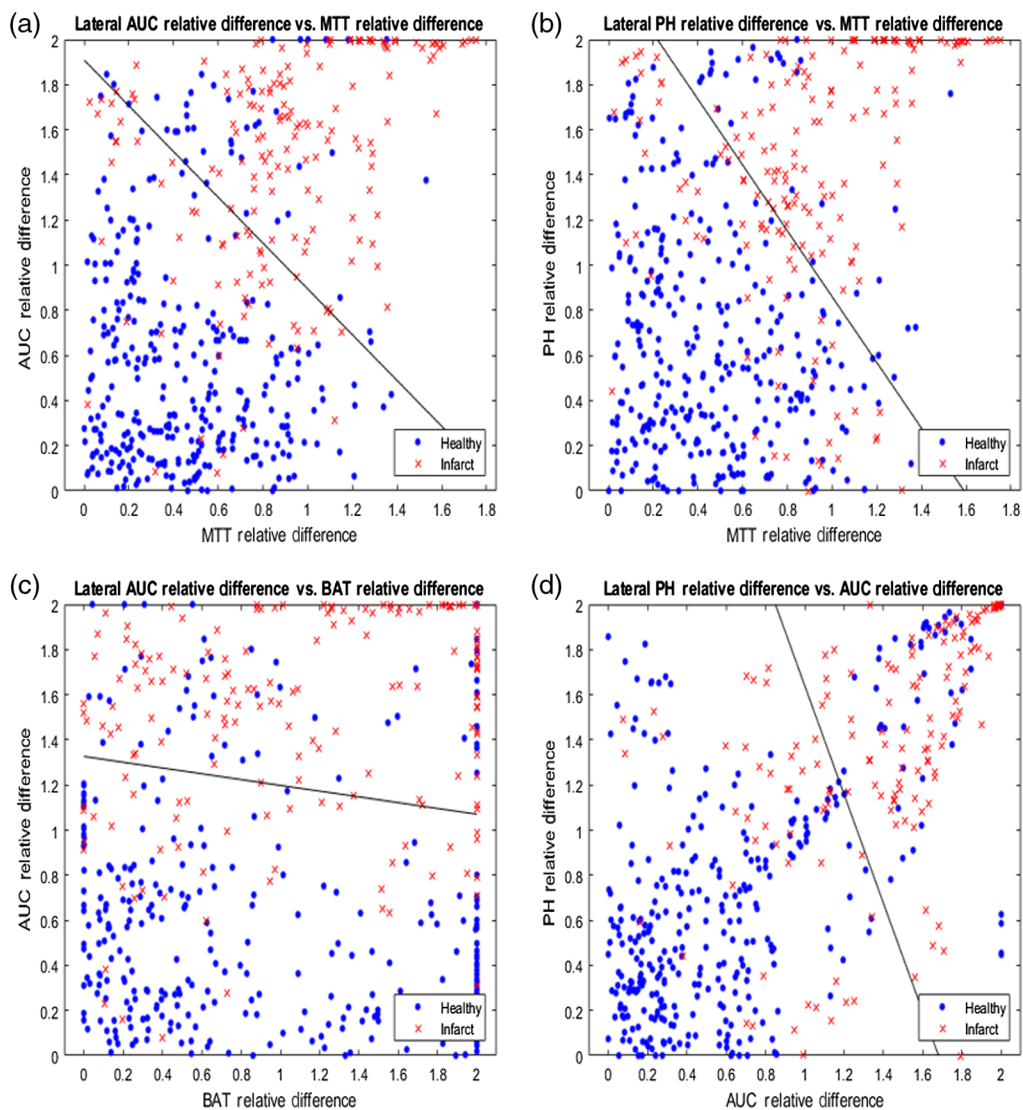 (a)
Lateral AUC relative difference vs. MTT relative difference
AUC relative difference
2
1.8
1.6
1.4
1.2
1
0.8
0.6
0.4
0.2
0
0 0.2 0.4 0.6 0.8 1 1.2 1.4 1.6 1.8
MTT relative difference
Healthy
Infarct
(b)
Lateral PH relative difference vs. MTT relative difference
PH relative difference
2
1.8
1.6
1.4
1.2
1
0.8
0.6
0.4
0.2
0
0 0.2 0.4 0.6 0.8 1 1.2 1.4 1.6 1.8
MTT relative difference
Healthy
Infarct
(c)
Lateral AUC relative difference vs. BAT relative difference
AUC relative difference
2
1.8
1.6
1.4
1.2
1
0.8
0.6
0.4
0.2
0
0 0.2 0.4 0.6 0.8 1 1.2 1.4 1.6 1.8 2
BAT relative difference
Healthy
Infarct
(d)
Lateral PH relative difference vs. AUC relative difference
PH relative difference
2
1.8
1.6
1.4
1.2
1
0.8
0.6
0.4
0.2
0
0 0.2 0.4 0.6 0.8 1 1.2 1.4 1.6 1.8 2
AUC relative difference
Healthy
Infarct